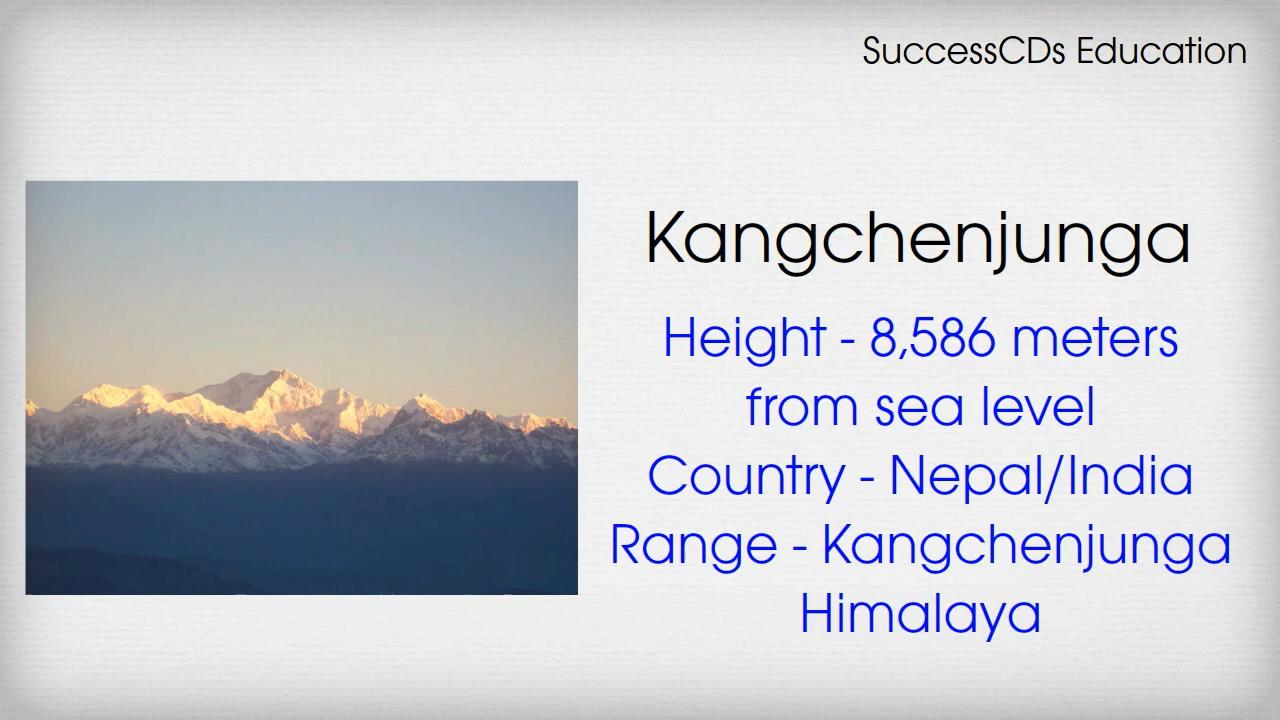 SuccessCDs Education
Kangchenjunga
Height - 8,586 meters
from sea level
Country - Nepal/India
Range - Kangchenjunga
Himalaya